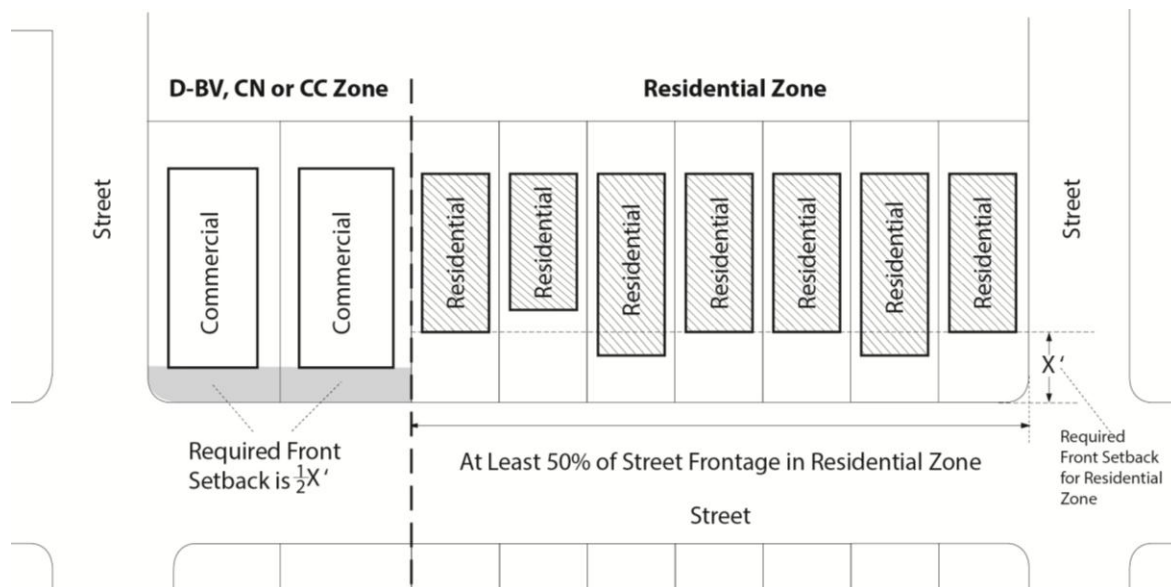 D-BV, CN or CC Zone
Residential Zone
Street
Commercial
Commercial
Residential
Residential
Residential
Residential
Residential
Residential
Residential
Street
X'
Required Front
Setback is ½X'
At Least 50% of Street Frontage in Residential Zone
Required
Front Setback
for Residential
Zone
Street